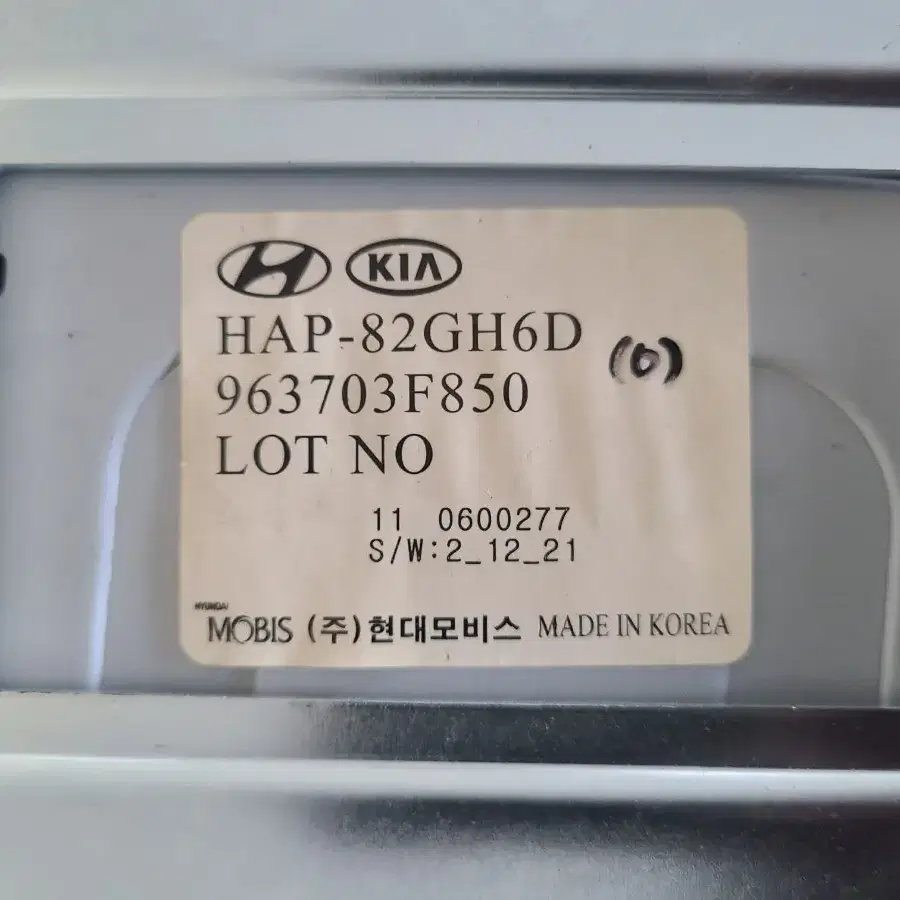 KIA
HAP-82GH6D
(0)
963703F850
LOT NO
11 0600277
S/W:2_12_21
HYUNDAI
MOBIS (주)현대모비스 MADE IN KOREA